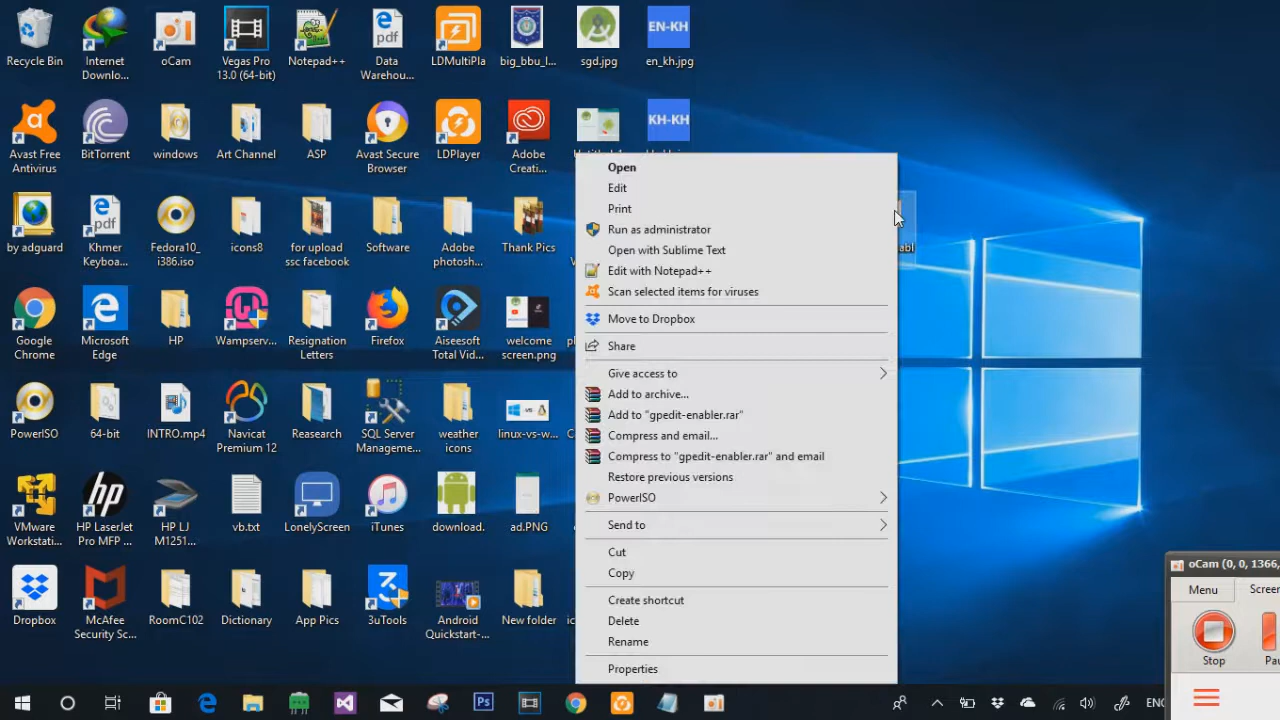 Recycle Bin
Internet
Downlo...
oCam
Vegas Pro
13.0 (64-bit)
Notepad++
pdf
Data
Warehou...
LDMultiPla
big_bbu_l...
sgd.jpg
EN-KH
en_kh.jpg
Avast Free
Antivirus
BitTorrent
windows
Art Channel
ASP
Avast Secure
Browser
LDPlayer
Adobe
Creati...
KH-KH
by adguard
pdf
Khmer
Keyboa...
Fedora10_
i386.iso
icons8
for upload
ssc facebook
Software
Adobe
photosh...
Thank Pics
abl
Google
Chrome
Microsoft
Edge
HP
Wampserv...
Resignation
Letters
Firefox
Aiseesoft
Total Vid...
welcome
screen.png
PowerISO
64-bit
INTRO.mp4
Navicat
Premium 12
Reasearch
SQL Server
Manageme...
weather
icons
VS
linux-vs-w...
VMware
Workstati...
HP LaserJet
Pro MFP ...
HP LJ
M1251...
vb.txt
LonelyScreen
iTunes
download.
ad.PNG
Dropbox
McAfee
Security Sc...
RoomC102
Dictionary
App Pics
3uTools
Android
Quickstart-...
New folder
Open
Edit
Print
Run as administrator
Open with Sublime Text
Edit with Notepad++
Scan selected items for viruses
Move to Dropbox
Share
Give access to
Add to archive...
Add to "gpedit-enabler.rar"
Compress and email...
Compress to "gpedit-enabler.rar" and email
Restore previous versions
PowerISO
Send to
Cut
Copy
Create shortcut
Delete
Rename
Properties
oCam (0, 0, 1366,
Menu
Screen
Stop
Pau
Ps
ENG